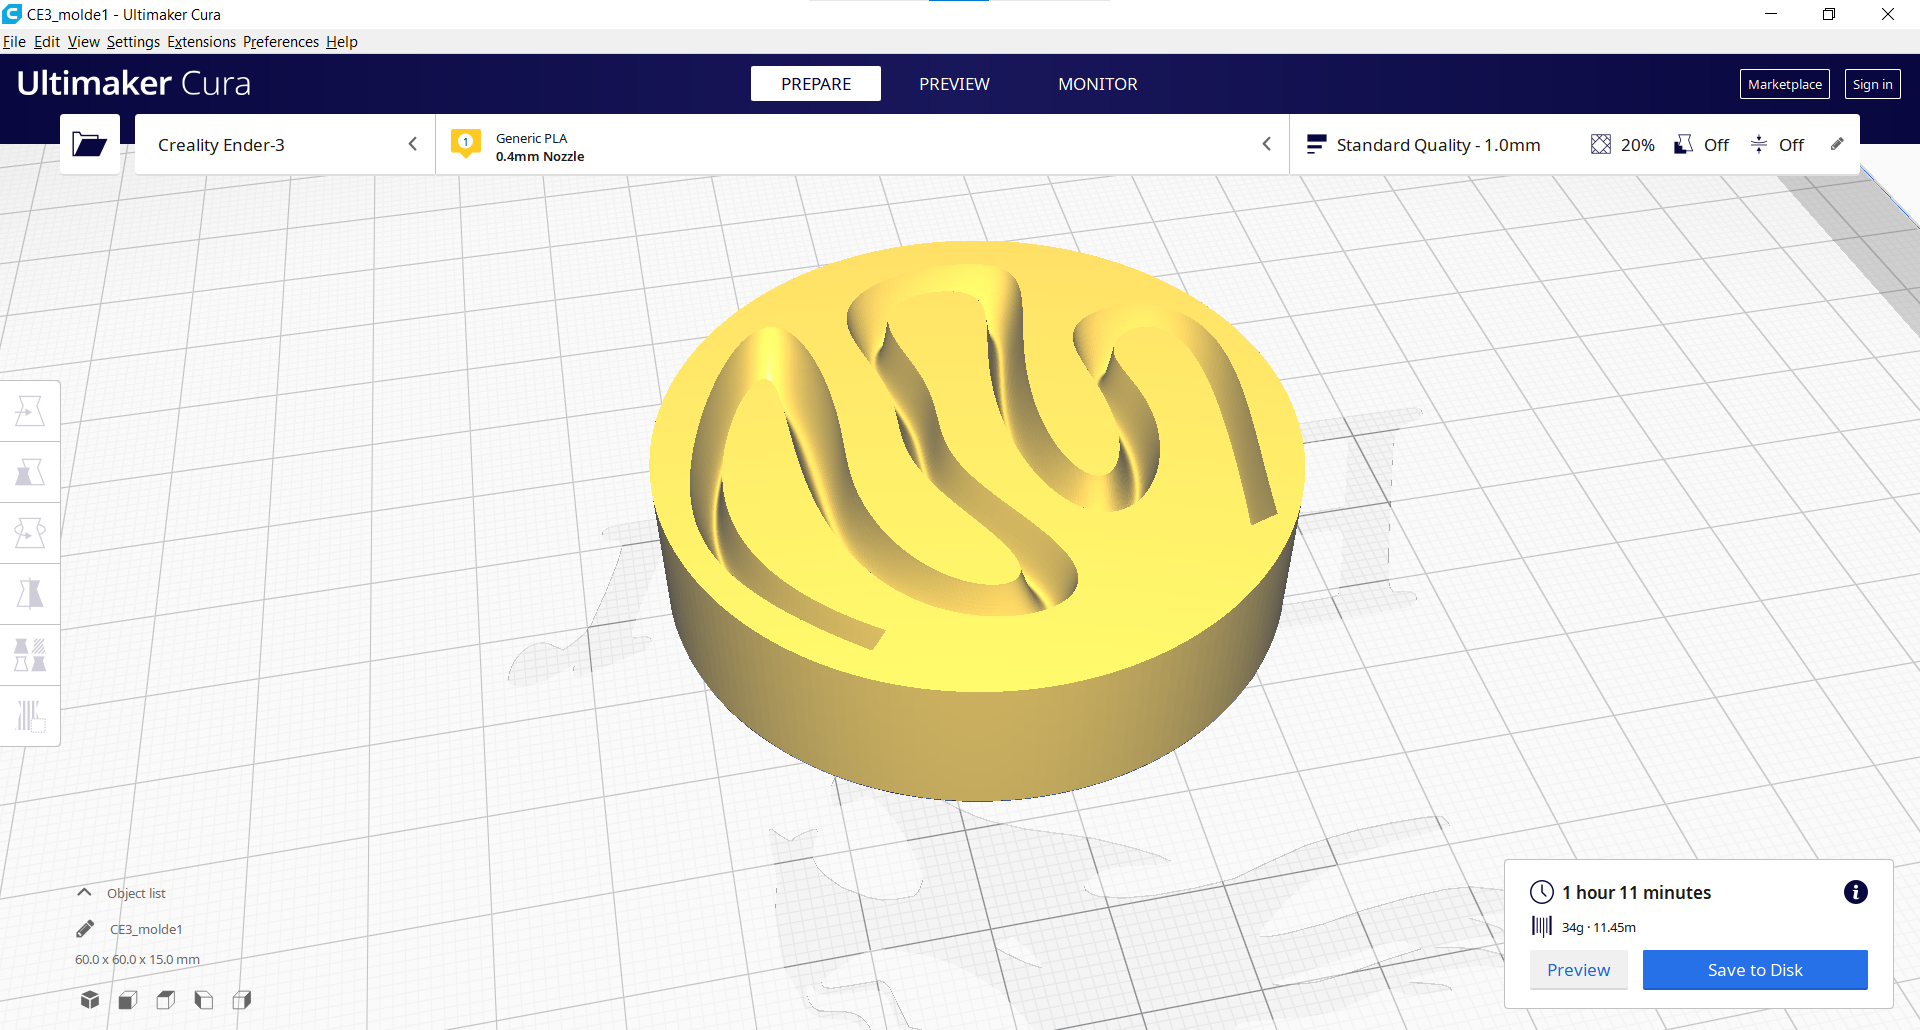 CE3_molde1 - Ultimaker Cura
File Edit View Settings Extensions Preferences Help
Ultimaker Cura
PREPARE
PREVIEW
MONITOR
Marketplace
Sign in
Creality Ender-3
1
Generic PLA
0.4mm Nozzle
Standard Quality - 1.0mm
20%
Off
Off
Object list
CE3_molde1
60.0 x 60.0 x 15.0 mm
1 hour 11 minutes
34g · 11.45m
Preview
Save to Disk